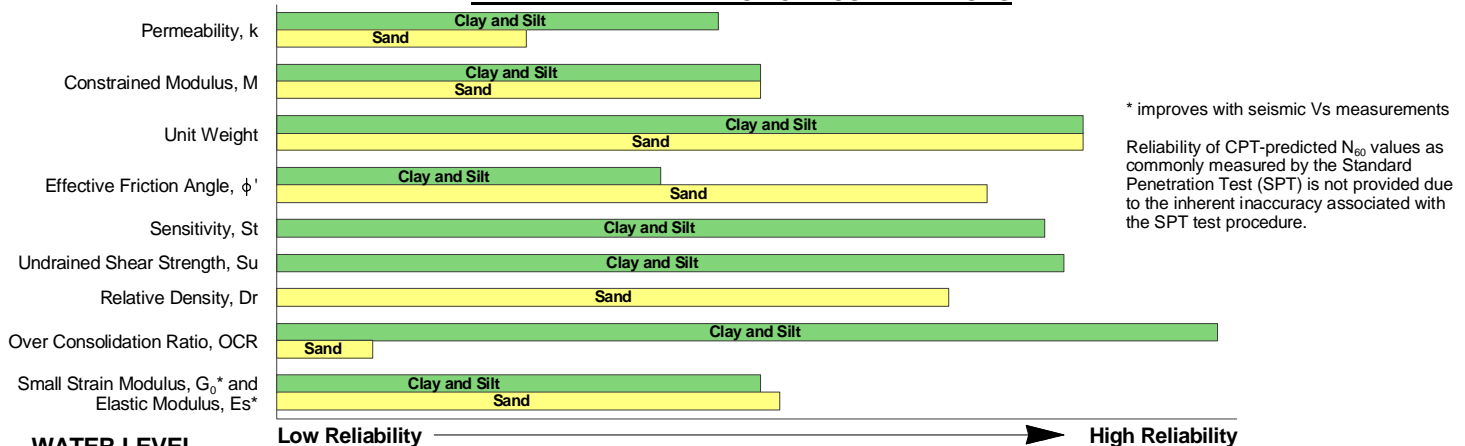 Permeability, k
Clay and Silt
Sand
Constrained Modulus, M
Clay and Silt
Sand
Unit Weight
Clay and Silt
Sand
Effective Friction Angle, ϕ'
Clay and Silt
Sand
Sensitivity, St
Clay and Silt
Undrained Shear Strength, Su
Clay and Silt
Relative Density, Dr
Sand
Over Consolidation Ratio, OCR
Clay and Silt
Sand
Small Strain Modulus, G₀* and
Elastic Modulus, Es*
Clay and Silt
Sand
* improves with seismic Vs measurements
Reliability of CPT-predicted N₆₀ values as
commonly measured by the Standard
Penetration Test (SPT) is not provided due
to the inherent inaccuracy associated with
the SPT test procedure.
Low Reliability
High Reliability
WATER LEVEL